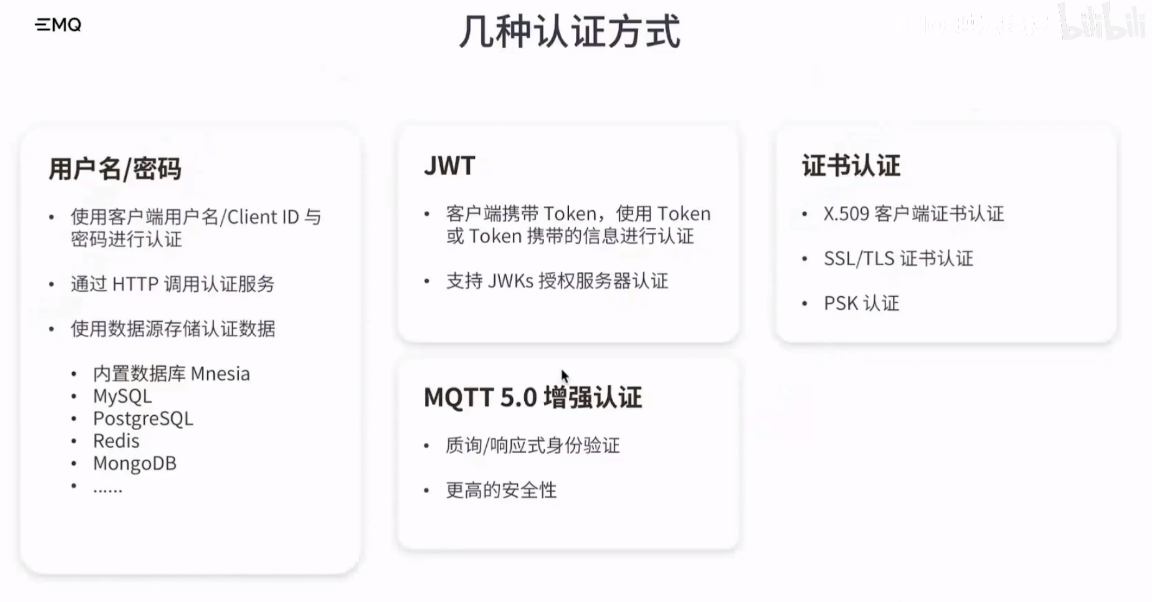 EMQ
几种认证方式
bilibili
用户名/密码
• 使用客户端用户名/Client ID 与
密码进行认证
• 通过 HTTP 调用认证服务
• 使用数据源存储认证数据
• 内置数据库 Mnesia
• MySQL
• PostgreSQL
• Redis
• MongoDB
• ......
JWT
• 客户端携带 Token，使用 Token
或 Token 携带的信息进行认证
• 支持 JWKs 授权服务器认证
MQTT 5.0 增强认证
• 质询/响应式身份验证
• 更高的安全性
证书认证
• X.509 客户端证书认证
• SSL/TLS 证书认证
• PSK 认证